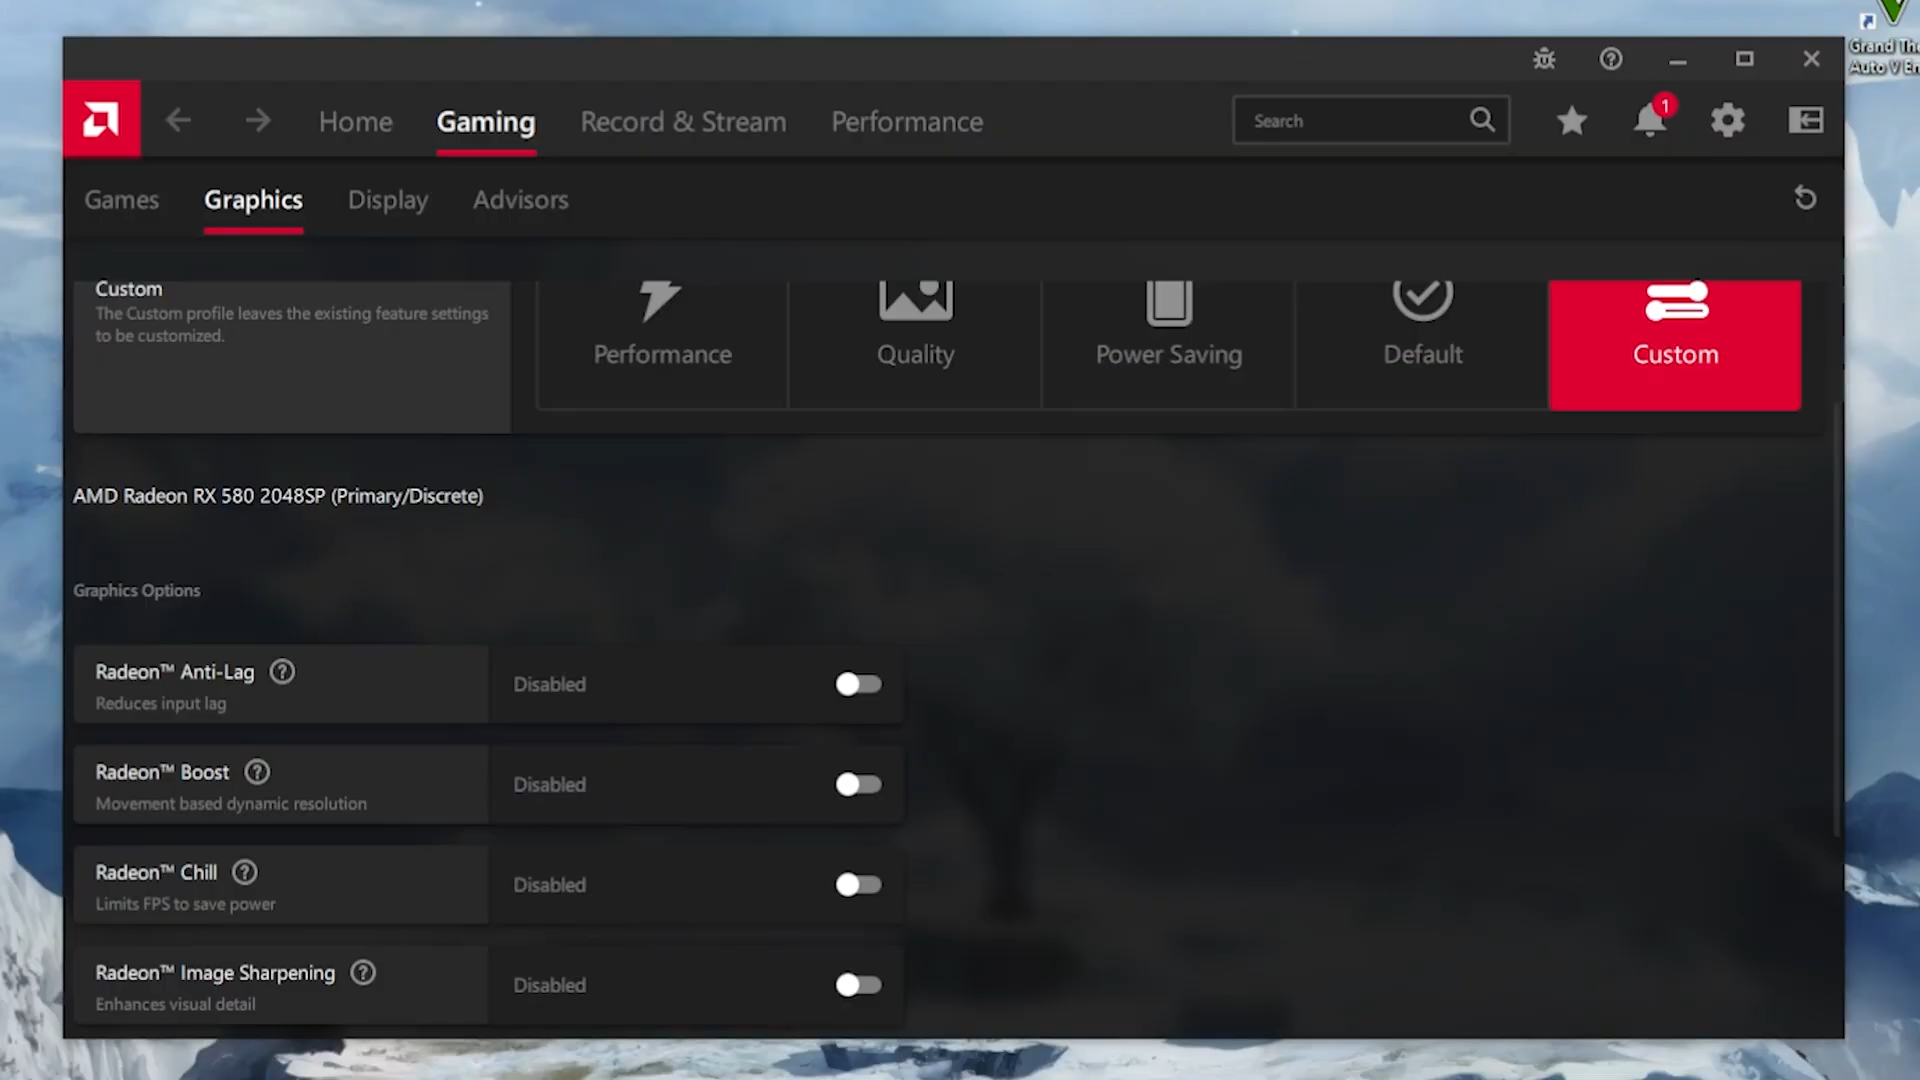 Grand The
Auto V En
Home
Gaming
Record & Stream
Performance
Search
1
Games
Graphics
Display
Advisors
Custom
The Custom profile leaves the existing feature settings
to be customized.
Performance
Quality
Power Saving
Default
Custom
AMD Radeon RX 580 2048SP (Primary/Discrete)
Graphics Options
Radeon™ Anti-Lag ?
Reduces input lag
Disabled
Radeon™ Boost ?
Movement based dynamic resolution
Disabled
Radeon™ Chill ?
Limits FPS to save power
Disabled
Radeon™ Image Sharpening ?
Enhances visual detail
Disabled